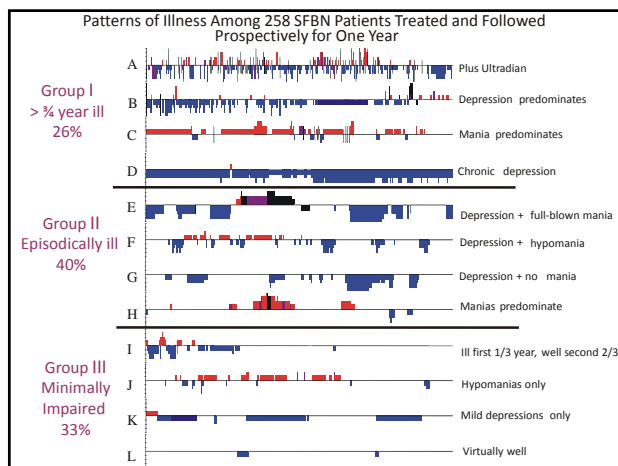 Patterns of Illness Among 258 SFBN Patients Treated and Followed
Prospectively for One Year
Group I
> ¾ year ill
26%
A Plus Ultradian
B Depression predominates
C Mania predominates
D Chronic depression
Group II
Episodically ill
40%
E Depression + full-blown mania
F Depression + hypomania
G Depression + no mania
H Manias predominate
Group III
Minimally
Impaired
33%
I Ill first 1/3 year, well second 2/3
J Hypomanias only
K Mild depressions only
L Virtually well